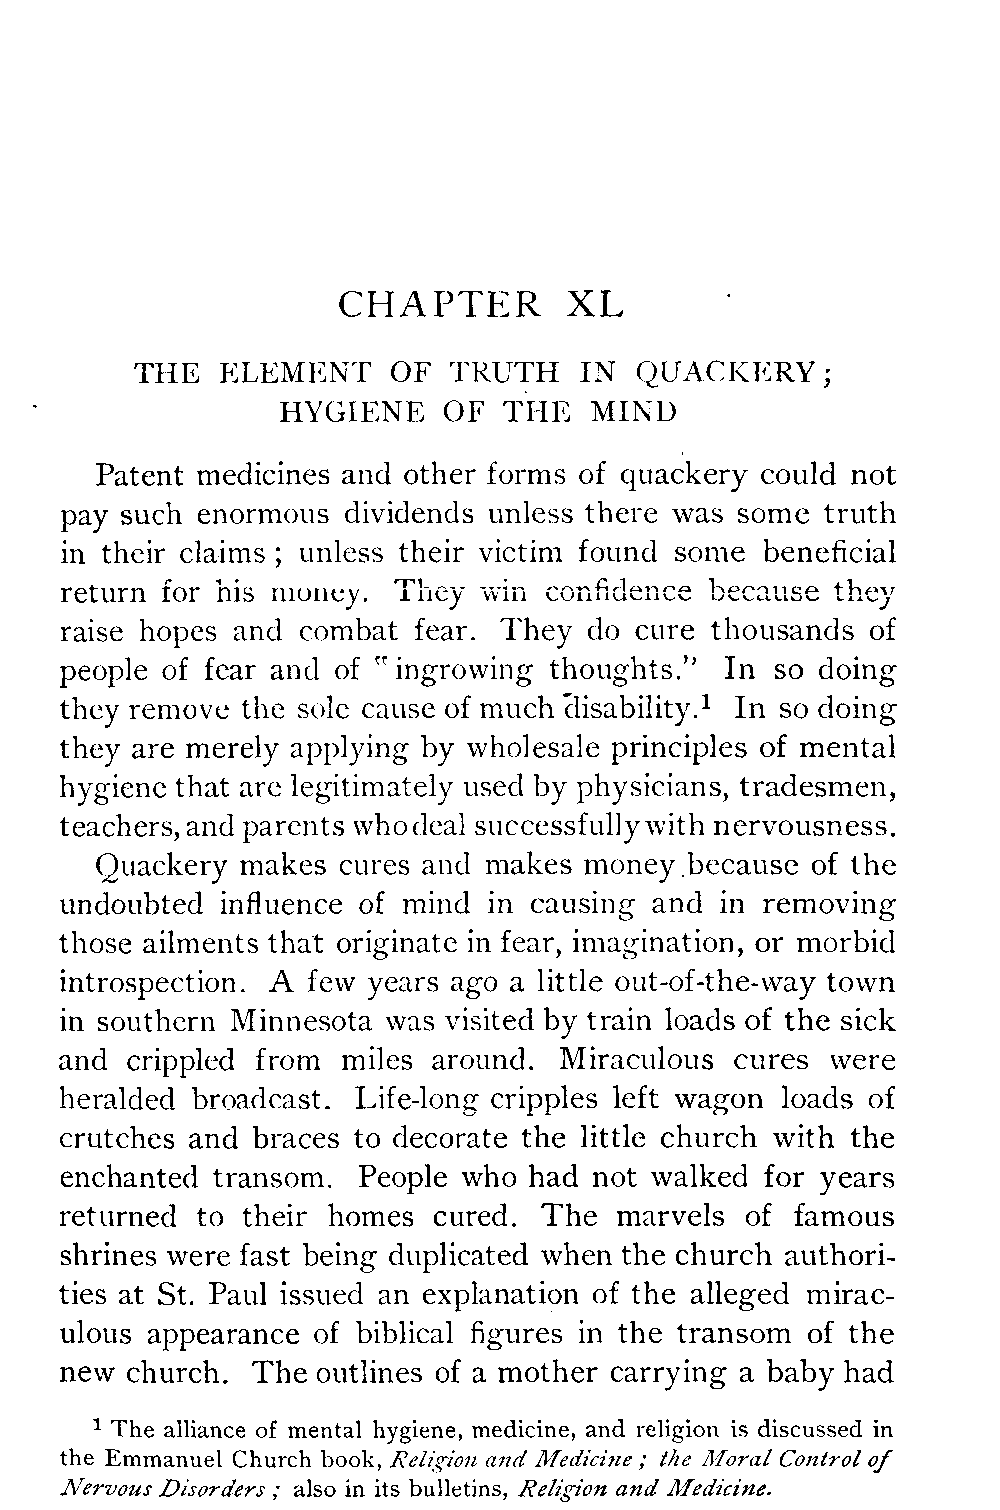 CHAPTER XL
THE ELEMENT OF TRUTH IN QUACKERY;
HYGIENE OF THE MIND
Patent medicines and other forms of quackery could not
pay such enormous dividends unless there was some truth
in their claims; unless their victim found some beneficial
return for his money. They win confidence because they
raise hopes and combat fear. They do cure thousands of
people of fear and of "ingrowing thoughts." In so doing
they remove the sole cause of much disability.¹ In so doing
they are merely applying by wholesale principles of mental
hygiene that are legitimately used by physicians, tradesmen,
teachers, and parents who deal successfully with nervousness.
Quackery makes cures and makes money because of the
undoubted influence of mind in causing and in removing
those ailments that originate in fear, imagination, or morbid
introspection. A few years ago a little out-of-the-way town
in southern Minnesota was visited by train loads of the sick
and crippled from miles around. Miraculous cures were
heralded broadcast. Life-long cripples left wagon loads of
crutches and braces to decorate the little church with the
enchanted transom. People who had not walked for years
returned to their homes cured. The marvels of famous
shrines were fast being duplicated when the church authori-
ties at St. Paul issued an explanation of the alleged mirac-
ulous appearance of biblical figures in the transom of the
new church. The outlines of a mother carrying a baby had
¹ The alliance of mental hygiene, medicine, and religion is discussed in
the Emmanuel Church book, Religion and Medicine; the Moral Control of
Nervous Disorders; also in its bulletins, Religion and Medicine.